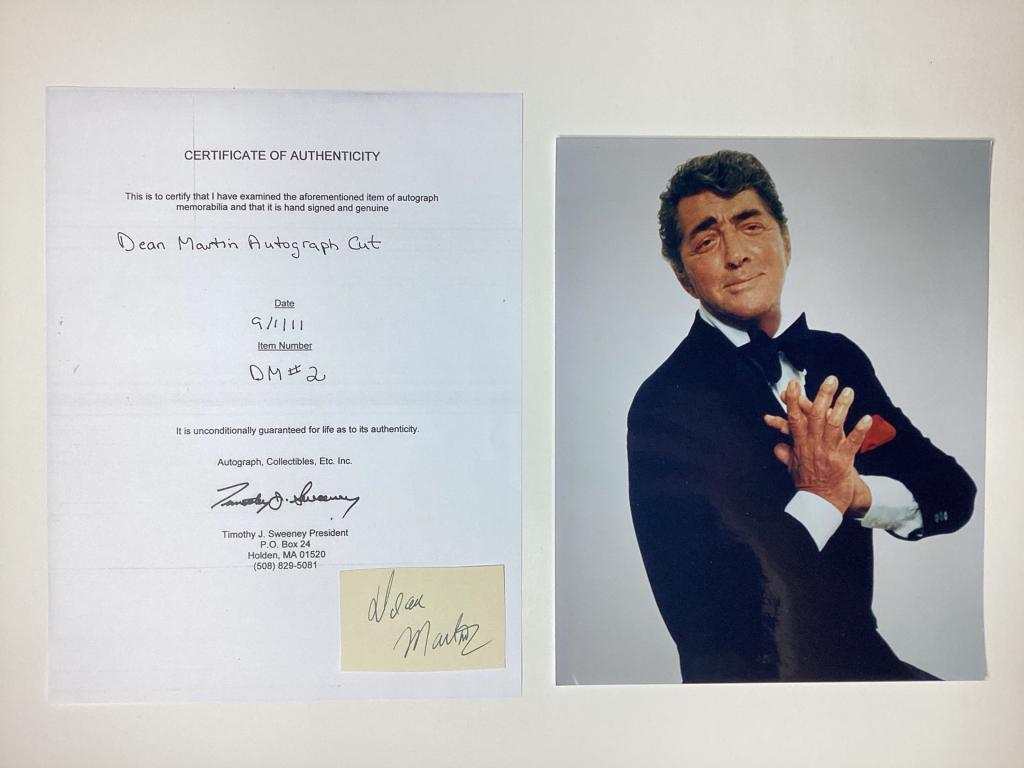 CERTIFICATE OF AUTHENTICITY
This is to certify that I have examined the aforementioned item of autograph
memorabilia and that it is hand signed and genuine
Dean Martin Autograph Cut
Date
9/1/11
Item Number
DM #2
It is unconditionally guaranteed for life as to its authenticity.
Autograph, Collectibles, Etc. Inc.
Timothy J. Sweeney
Timothy J. Sweeney President
P.O. Box 24
Holden, MA 01520
(508) 829-5081
Dean
Martin